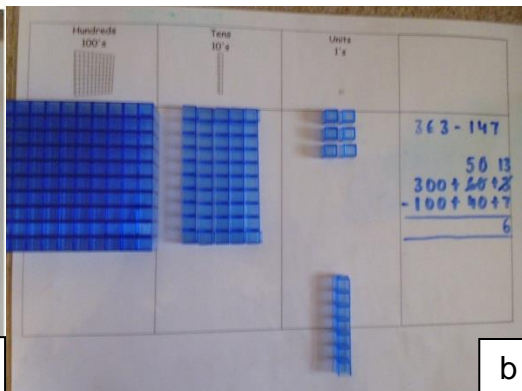 Hundreds
100's
Tens
10's
Units
1's
363 - 147
50 13
300 + 60 + 3
- 100 + 40 + 7
6
b